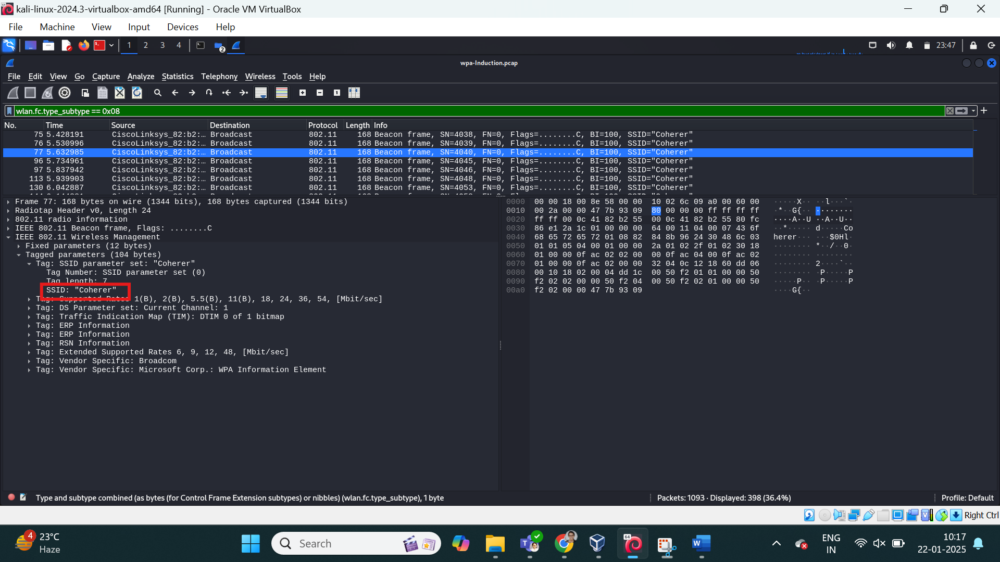 kali-linux-2024.3-virtualbox-amd64 [Running] - Oracle VM VirtualBox
File Machine View Input Devices Help
1 2 3 4 2 23:47
wpa-Induction.pcap
File Edit View Go Capture Analyze Statistics Telephony Wireless Tools Help
wlan.fc.type_subtype == 0x08
No. Time Source Destination Protocol Length Info
75 5.428191 CiscoLinksys_82:b2:… Broadcast 802.11 168 Beacon frame, SN=4038, FN=0, Flags=........C, BI=100, SSID="Coherer"
76 5.530996 CiscoLinksys_82:b2:… Broadcast 802.11 168 Beacon frame, SN=4039, FN=0, Flags=........C, BI=100, SSID="Coherer"
77 5.632985 CiscoLinksys_82:b2:… Broadcast 802.11 168 Beacon frame, SN=4040, FN=0, Flags=........C, BI=100, SSID="Coherer"
96 5.734961 CiscoLinksys_82:b2:… Broadcast 802.11 168 Beacon frame, SN=4045, FN=0, Flags=........C, BI=100, SSID="Coherer"
97 5.837942 CiscoLinksys_82:b2:… Broadcast 802.11 168 Beacon frame, SN=4046, FN=0, Flags=........C, BI=100, SSID="Coherer"
113 5.939903 CiscoLinksys_82:b2:… Broadcast 802.11 168 Beacon frame, SN=4048, FN=0, Flags=........C, BI=100, SSID="Coherer"
130 6.042887 CiscoLinksys_82:b2:… Broadcast 802.11 168 Beacon frame, SN=4053, FN=0, Flags=........C, BI=100, SSID="Coherer"
Frame 77: 168 bytes on wire (1344 bits), 168 bytes captured (1344 bits)
Radiotap Header v0, Length 24
802.11 radio information
IEEE 802.11 Beacon frame, Flags: ........C
IEEE 802.11 Wireless Management
Fixed parameters (12 bytes)
Tagged parameters (104 bytes)
Tag: SSID parameter set: "Coherer"
Tag Number: SSID parameter set (0)
Tag length: 7
SSID: "Coherer"
Tag: Supported Rates 1(B), 2(B), 5.5(B), 11(B), 18, 24, 36, 54, [Mbit/sec]
Tag: DS Parameter set: Current Channel: 1
Tag: Traffic Indication Map (TIM): DTIM 0 of 1 bitmap
Tag: ERP Information
Tag: ERP Information
Tag: RSN Information
Tag: Extended Supported Rates 6, 9, 12, 48, [Mbit/sec]
Tag: Vendor Specific: Broadcom
Tag: Vendor Specific: Microsoft Corp.: WPA Information Element
0000 00 00 18 00 8e 58 00 00 10 02 6c 09 a0 00 60 00 ·····X·· ··l···`·
0010 00 2a 00 00 47 7b 93 09 80 00 00 00 ff ff ff ff ·*··G{·· ········
0020 ff ff 00 0c 41 82 b2 55 00 0c 41 82 b2 55 80 fc ····A··U ··A··U··
0030 86 e1 2a 1c 01 00 00 00 64 00 11 04 00 07 43 6f ··*····· d·····Co
0040 68 65 72 65 72 01 08 82 84 8b 96 24 30 48 6c 03 herer··· ···$0Hl·
0050 01 01 05 04 00 01 00 00 2a 01 02 2f 01 02 30 18 ········ *··/··0·
0060 01 00 00 0f ac 02 02 00 00 0f ac 04 00 0f ac 02 ········ ········
0070 01 00 00 0f ac 02 00 00 32 04 0c 12 18 60 dd 06 ········ 2····`··
0080 00 10 18 02 00 04 dd 1c 00 50 f2 01 01 00 00 50 ········ ·P·····P
0090 f2 02 02 00 00 50 f2 04 00 50 f2 02 01 00 00 50 ·····P·· ·P·····P
00a0 f2 02 00 00 47 7b 93 09 ····G{··
Type and subtype combined (as bytes (for Control Frame Extension subtypes) or nibbles) (wlan.fc.type_subtype), 1 byte
Packets: 1093 · Displayed: 398 (36.4%)
Profile: Default
Right Ctrl
4
23°C
Haze
Search
64
ENG
IN
10:17
22-01-2025